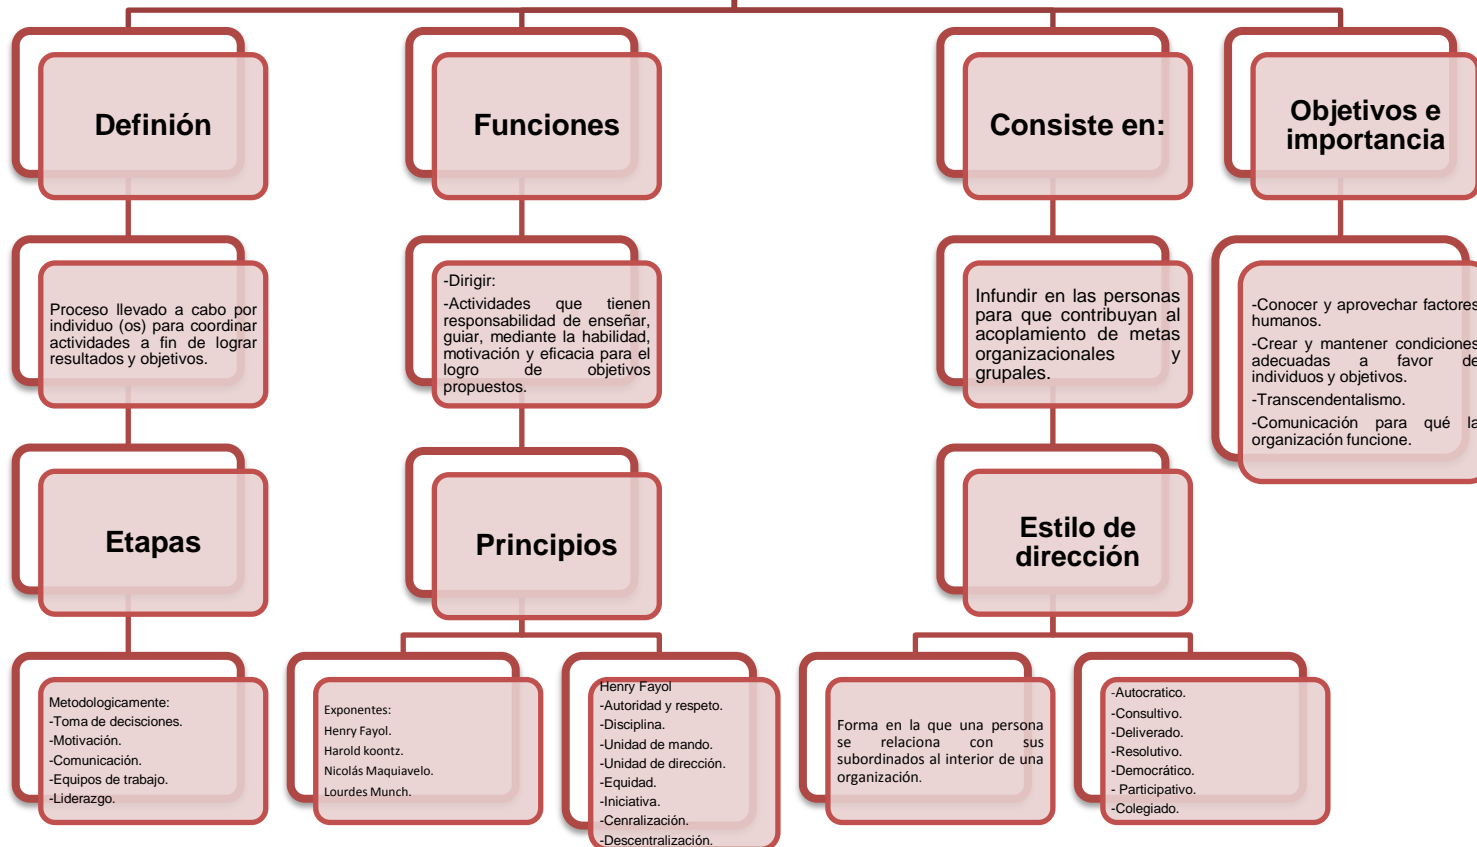 Definión
Funciones
Consiste en:
Objetivos e
importancia
Proceso llevado a cabo por
individuo (os) para coordinar
actividades a fin de lograr
resultados y objetivos.
-Dirigir:
-Actividades que tienen
responsabilidad de enseñar,
guiar, mediante la habilidad,
motivación y eficacia para el
logro de objetivos
propuestos.
Infundir en las personas
para que contribuyan al
acoplamiento de metas
organizacionales y
grupales.
-Conocer y aprovechar factores
humanos.
-Crear y mantener condiciones
adecuadas a favor de
individuos y objetivos.
-Transcendentalismo.
-Comunicación para qué la
organización funcione.
Etapas
Principios
Estilo de
dirección
Metodologicamente:
-Toma de decisciones.
-Motivación.
-Comunicación.
-Equipos de trabajo.
-Liderazgo.
Exponentes:
Henry Fayol.
Harold koontz.
Nicolás Maquiavelo.
Lourdes Munch.
Henry Fayol
-Autoridad y respeto.
-Disciplina.
-Unidad de mando.
-Unidad de dirección.
-Equidad.
-Iniciativa.
-Cenralización.
-Descentralización.
Forma en la que una persona
se relaciona con sus
subordinados al interior de una
organización.
-Autocratico.
-Consultivo.
-Deliverado.
-Resolutivo.
-Democrático.
- Participativo.
-Colegiado.